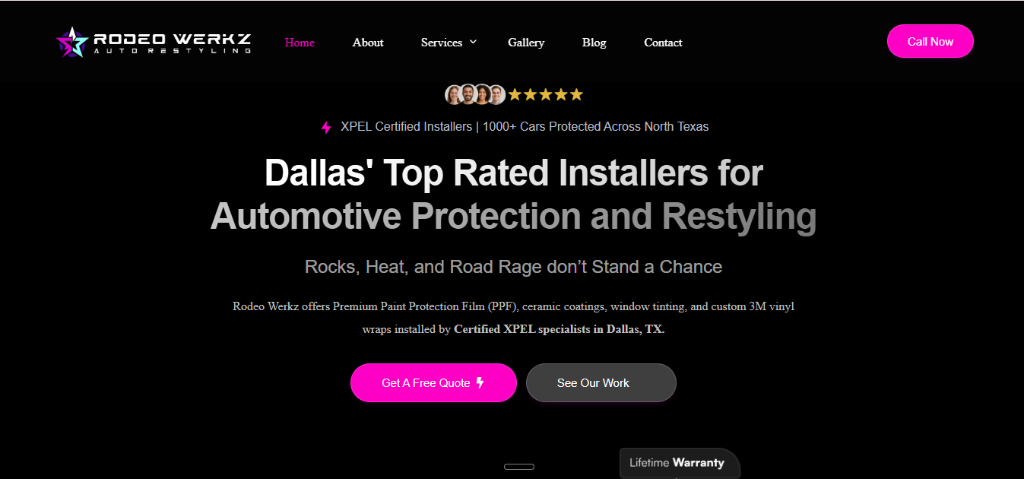 RODEO WERKZ
AUTO RESTYLING
Home About Services Gallery Blog Contact
Call Now
XPEL Certified Installers | 1000+ Cars Protected Across North Texas
Dallas' Top Rated Installers for
Automotive Protection and Restyling
Rocks, Heat, and Road Rage don’t Stand a Chance
Rodeo Werkz offers Premium Paint Protection Film (PPF), ceramic coatings, window tinting, and custom 3M vinyl
wraps installed by Certified XPEL specialists in Dallas, TX.
Get A Free Quote See Our Work
Lifetime Warranty